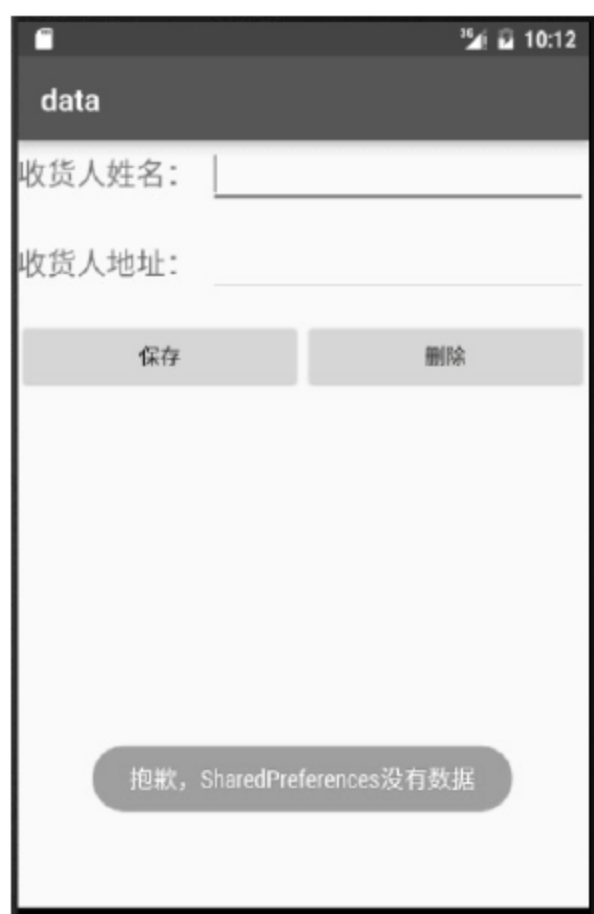 3G 10:12
data
收货人姓名：
收货人地址：
保存 删除
抱歉，SharedPreferences没有数据